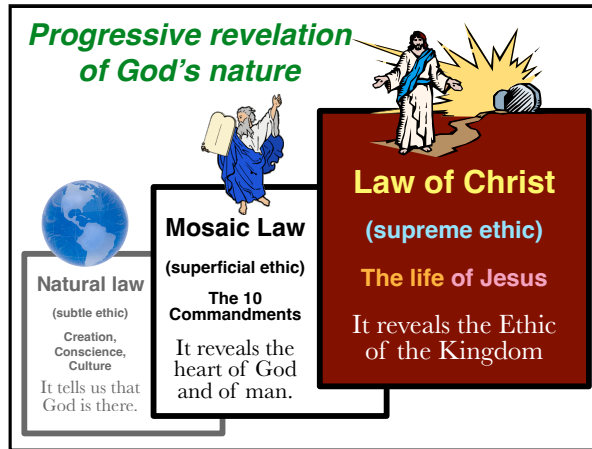 Progressive revelation
of God's nature
Natural law
(subtle ethic)
Creation,
Conscience,
Culture
It tells us that
God is there.
Mosaic Law
(superficial ethic)
The 10
Commandments
It reveals the
heart of God
and of man.
Law of Christ
(supreme ethic)
The life of Jesus
It reveals the Ethic
of the Kingdom